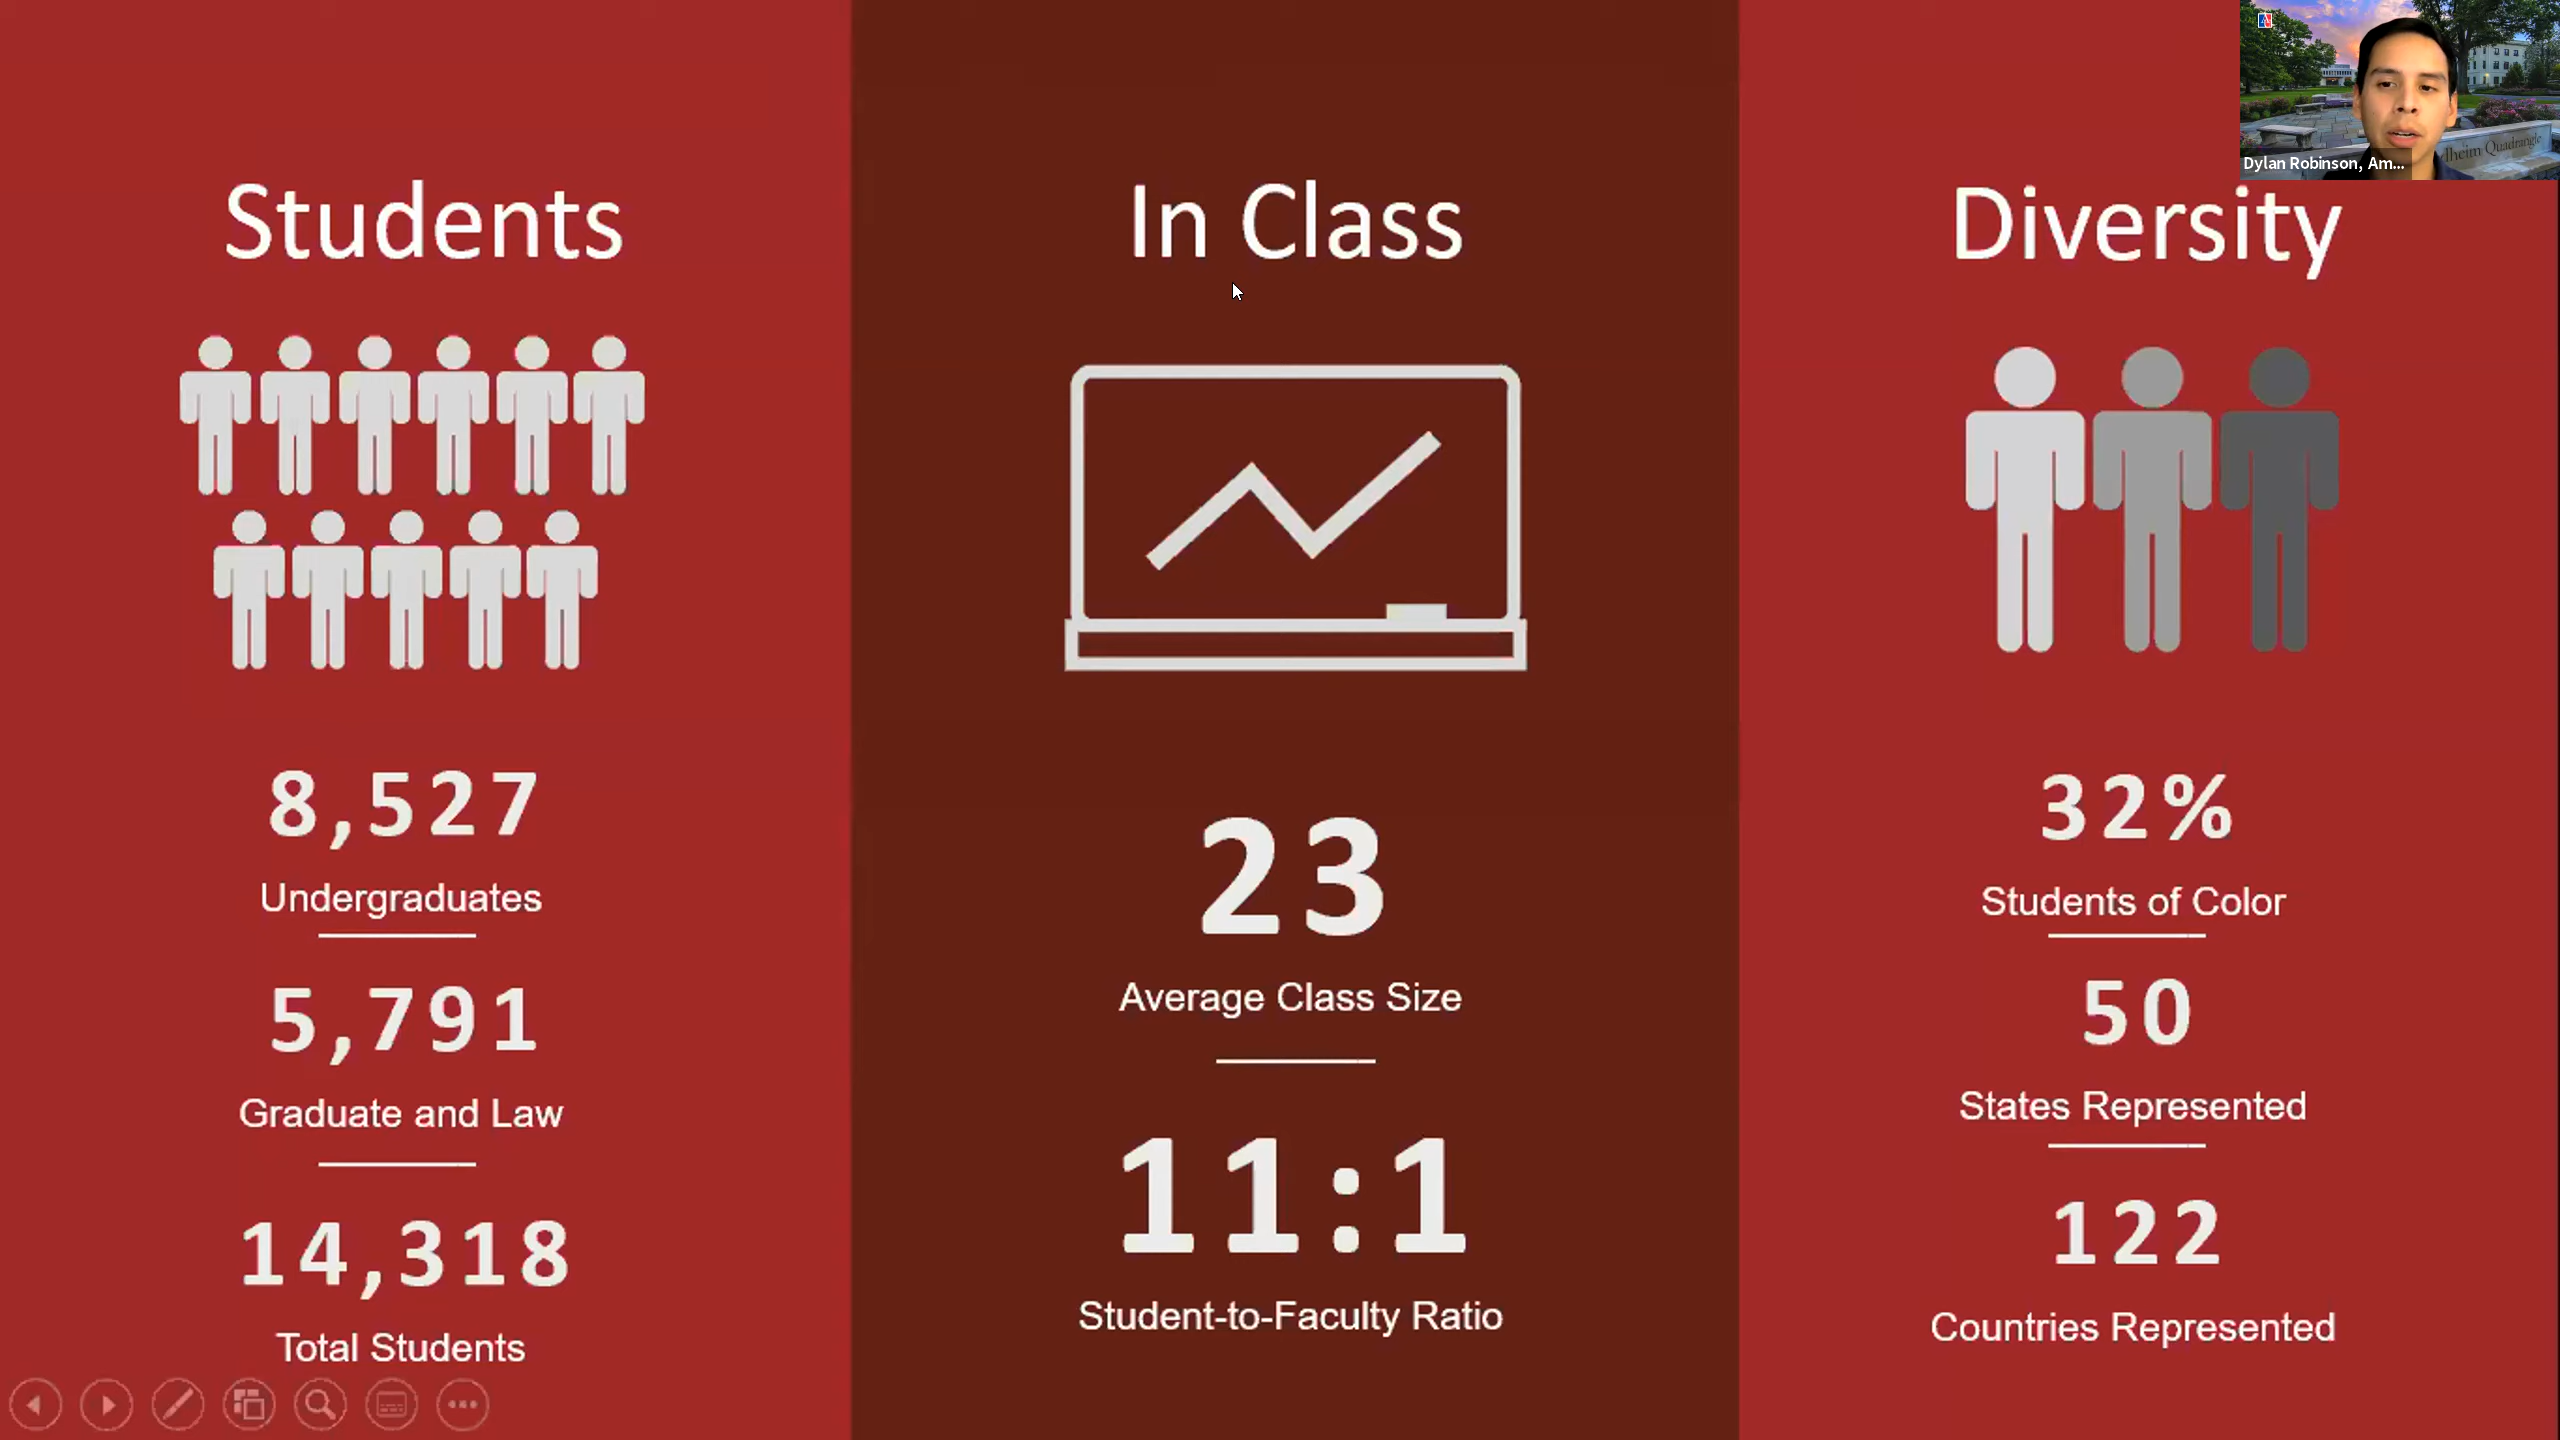 Students
8,527
Undergraduates
5,791
Graduate and Law
14,318
Total Students
In Class
23
Average Class Size
11:1
Student-to-Faculty Ratio
Diversity
32%
Students of Color
50
States Represented
122
Countries Represented
Dylan Robinson, Am...
Quadrangle